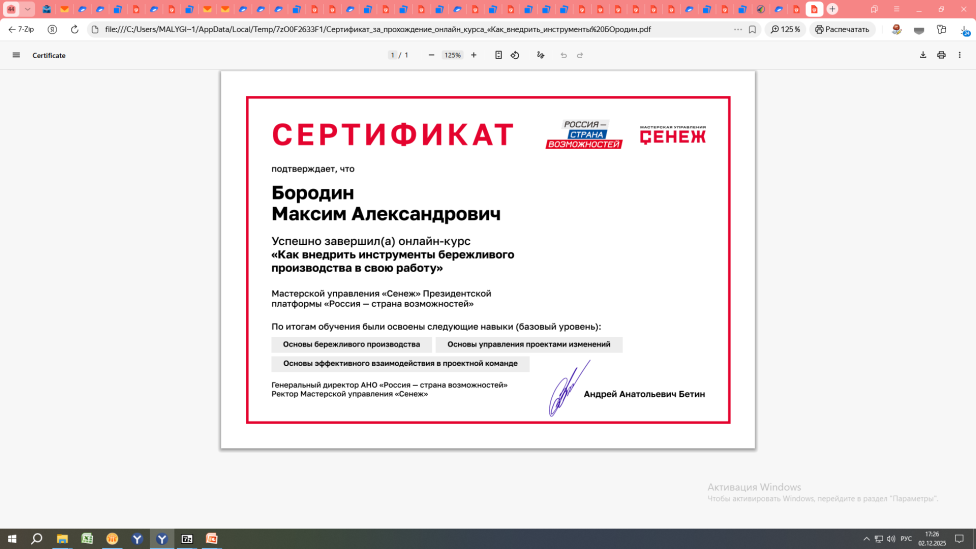 7-Zip
file:///C:/Users/MALYGI~1/AppData/Local/Temp/7zO0F2633F1/Сертификат_за_прохождение_онлайн_курса_«Как_внедрить_инструменты%20БОродин.pdf
125 %
Распечатать
Certificate
1 / 1
125%
СЕРТИФИКАТ
РОССИЯ —
СТРАНА
ВОЗМОЖНОСТЕЙ
МАСТЕРСКАЯ УПРАВЛЕНИЯ
СЕНЕЖ
подтверждает, что
Бородин
Максим Александрович
Успешно завершил(а) онлайн-курс
«Как внедрить инструменты бережливого
производства в свою работу»
Мастерской управления «Сенеж» Президентской
платформы «Россия — страна возможностей»
По итогам обучения были освоены следующие навыки (базовый уровень):
Основы бережливого производства
Основы управления проектами изменений
Основы эффективного взаимодействия в проектной команде
Генеральный директор АНО «Россия — страна возможностей»
Ректор Мастерской управления «Сенеж»
Андрей Анатольевич Бетин
Активация Windows
Чтобы активировать Windows, перейдите в раздел "Параметры".
РУС
17:26
02.12.2025